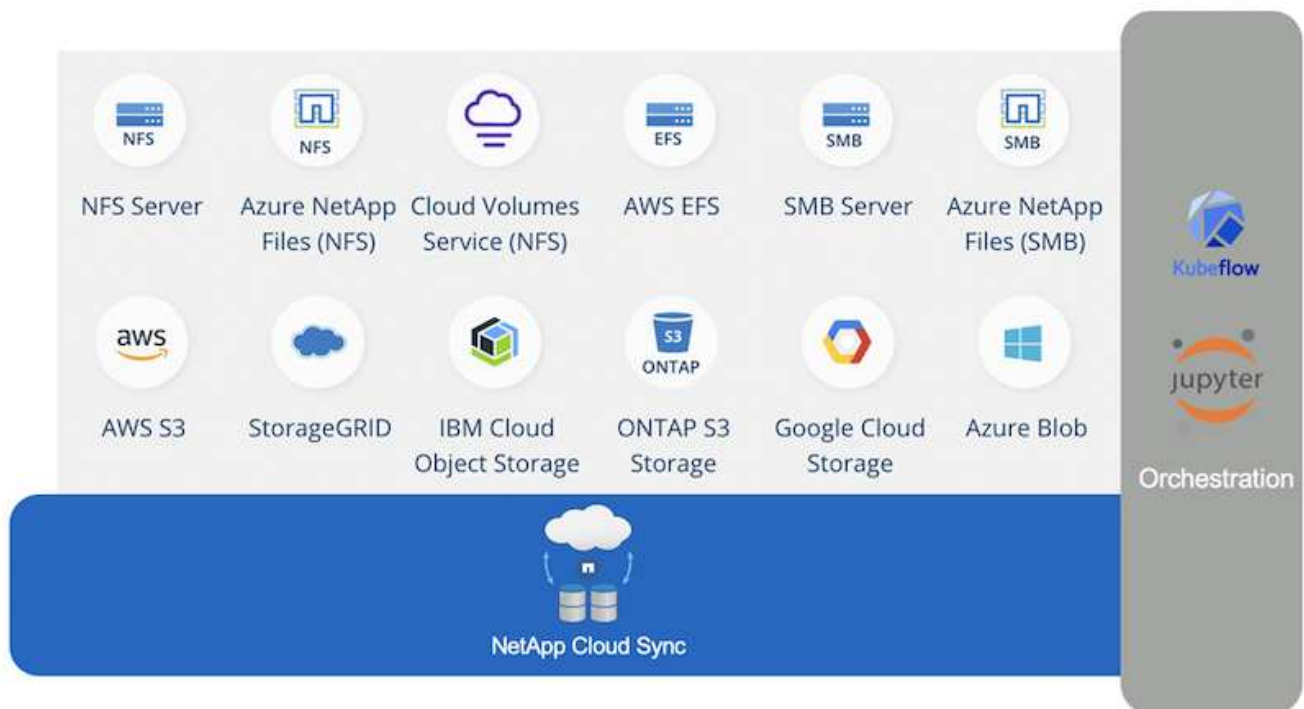 NFS
NFS
EFS
SMB
SMB
NFS Server
Azure NetApp
Files (NFS)
Cloud Volumes
Service (NFS)
AWS EFS
SMB Server
Azure NetApp
Files (SMB)
aws
S3
ONTAP
AWS S3
StorageGRID
IBM Cloud
Object Storage
ONTAP S3
Storage
Google Cloud
Storage
Azure Blob
Kubeflow
jupyter
Orchestration
NetApp Cloud Sync